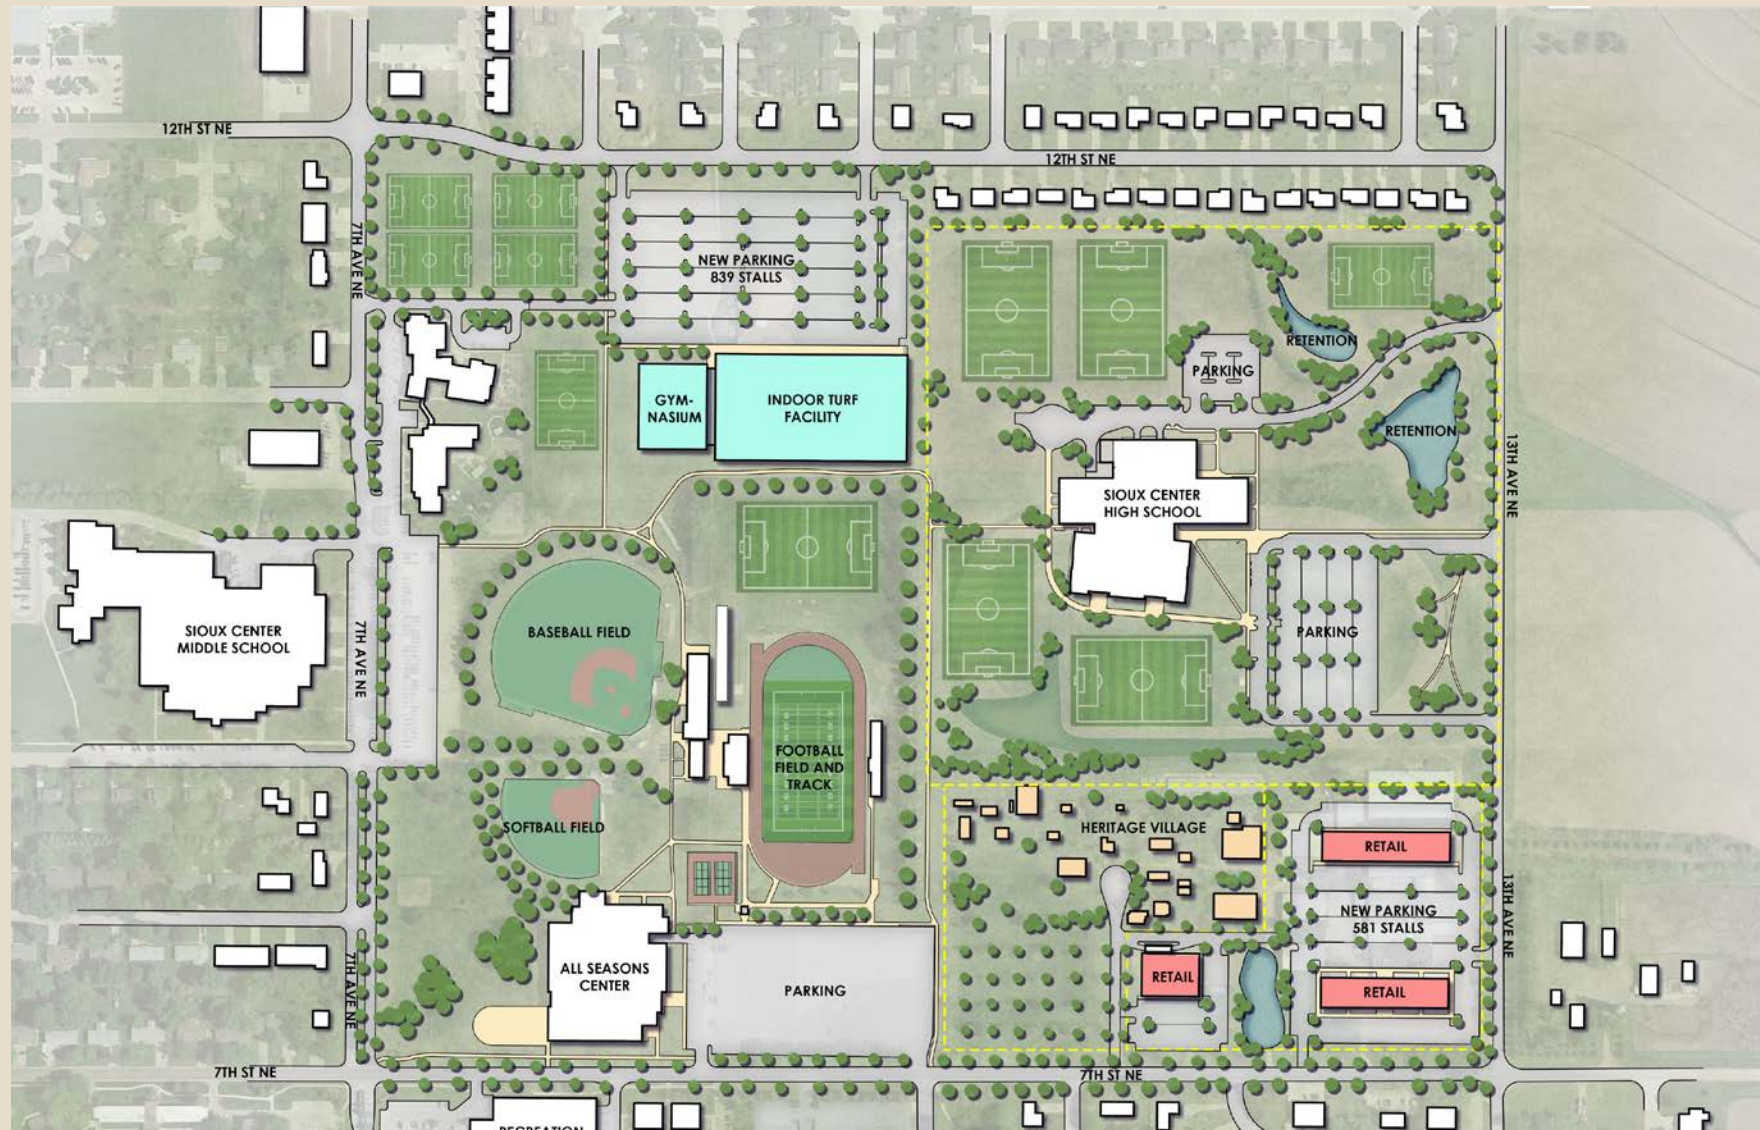 12TH ST NE
12TH ST NE
7TH AVE NE
NEW PARKING
839 STALLS
RETENTION
PARKING
GYM-
NASIUM
INDOOR TURF
FACILITY
RETENTION
13TH AVE NE
SIOUX CENTER
HIGH SCHOOL
SIOUX CENTER
MIDDLE SCHOOL
7TH AVE NE
BASEBALL FIELD
PARKING
FOOTBALL
FIELD AND
TRACK
SOFTBALL FIELD
HERITAGE VILLAGE
RETAIL
13TH AVE NE
NEW PARKING
581 STALLS
7TH AVE NE
ALL SEASONS
CENTER
PARKING
RETAIL
RETAIL
7TH ST NE
7TH ST NE
RECREATION